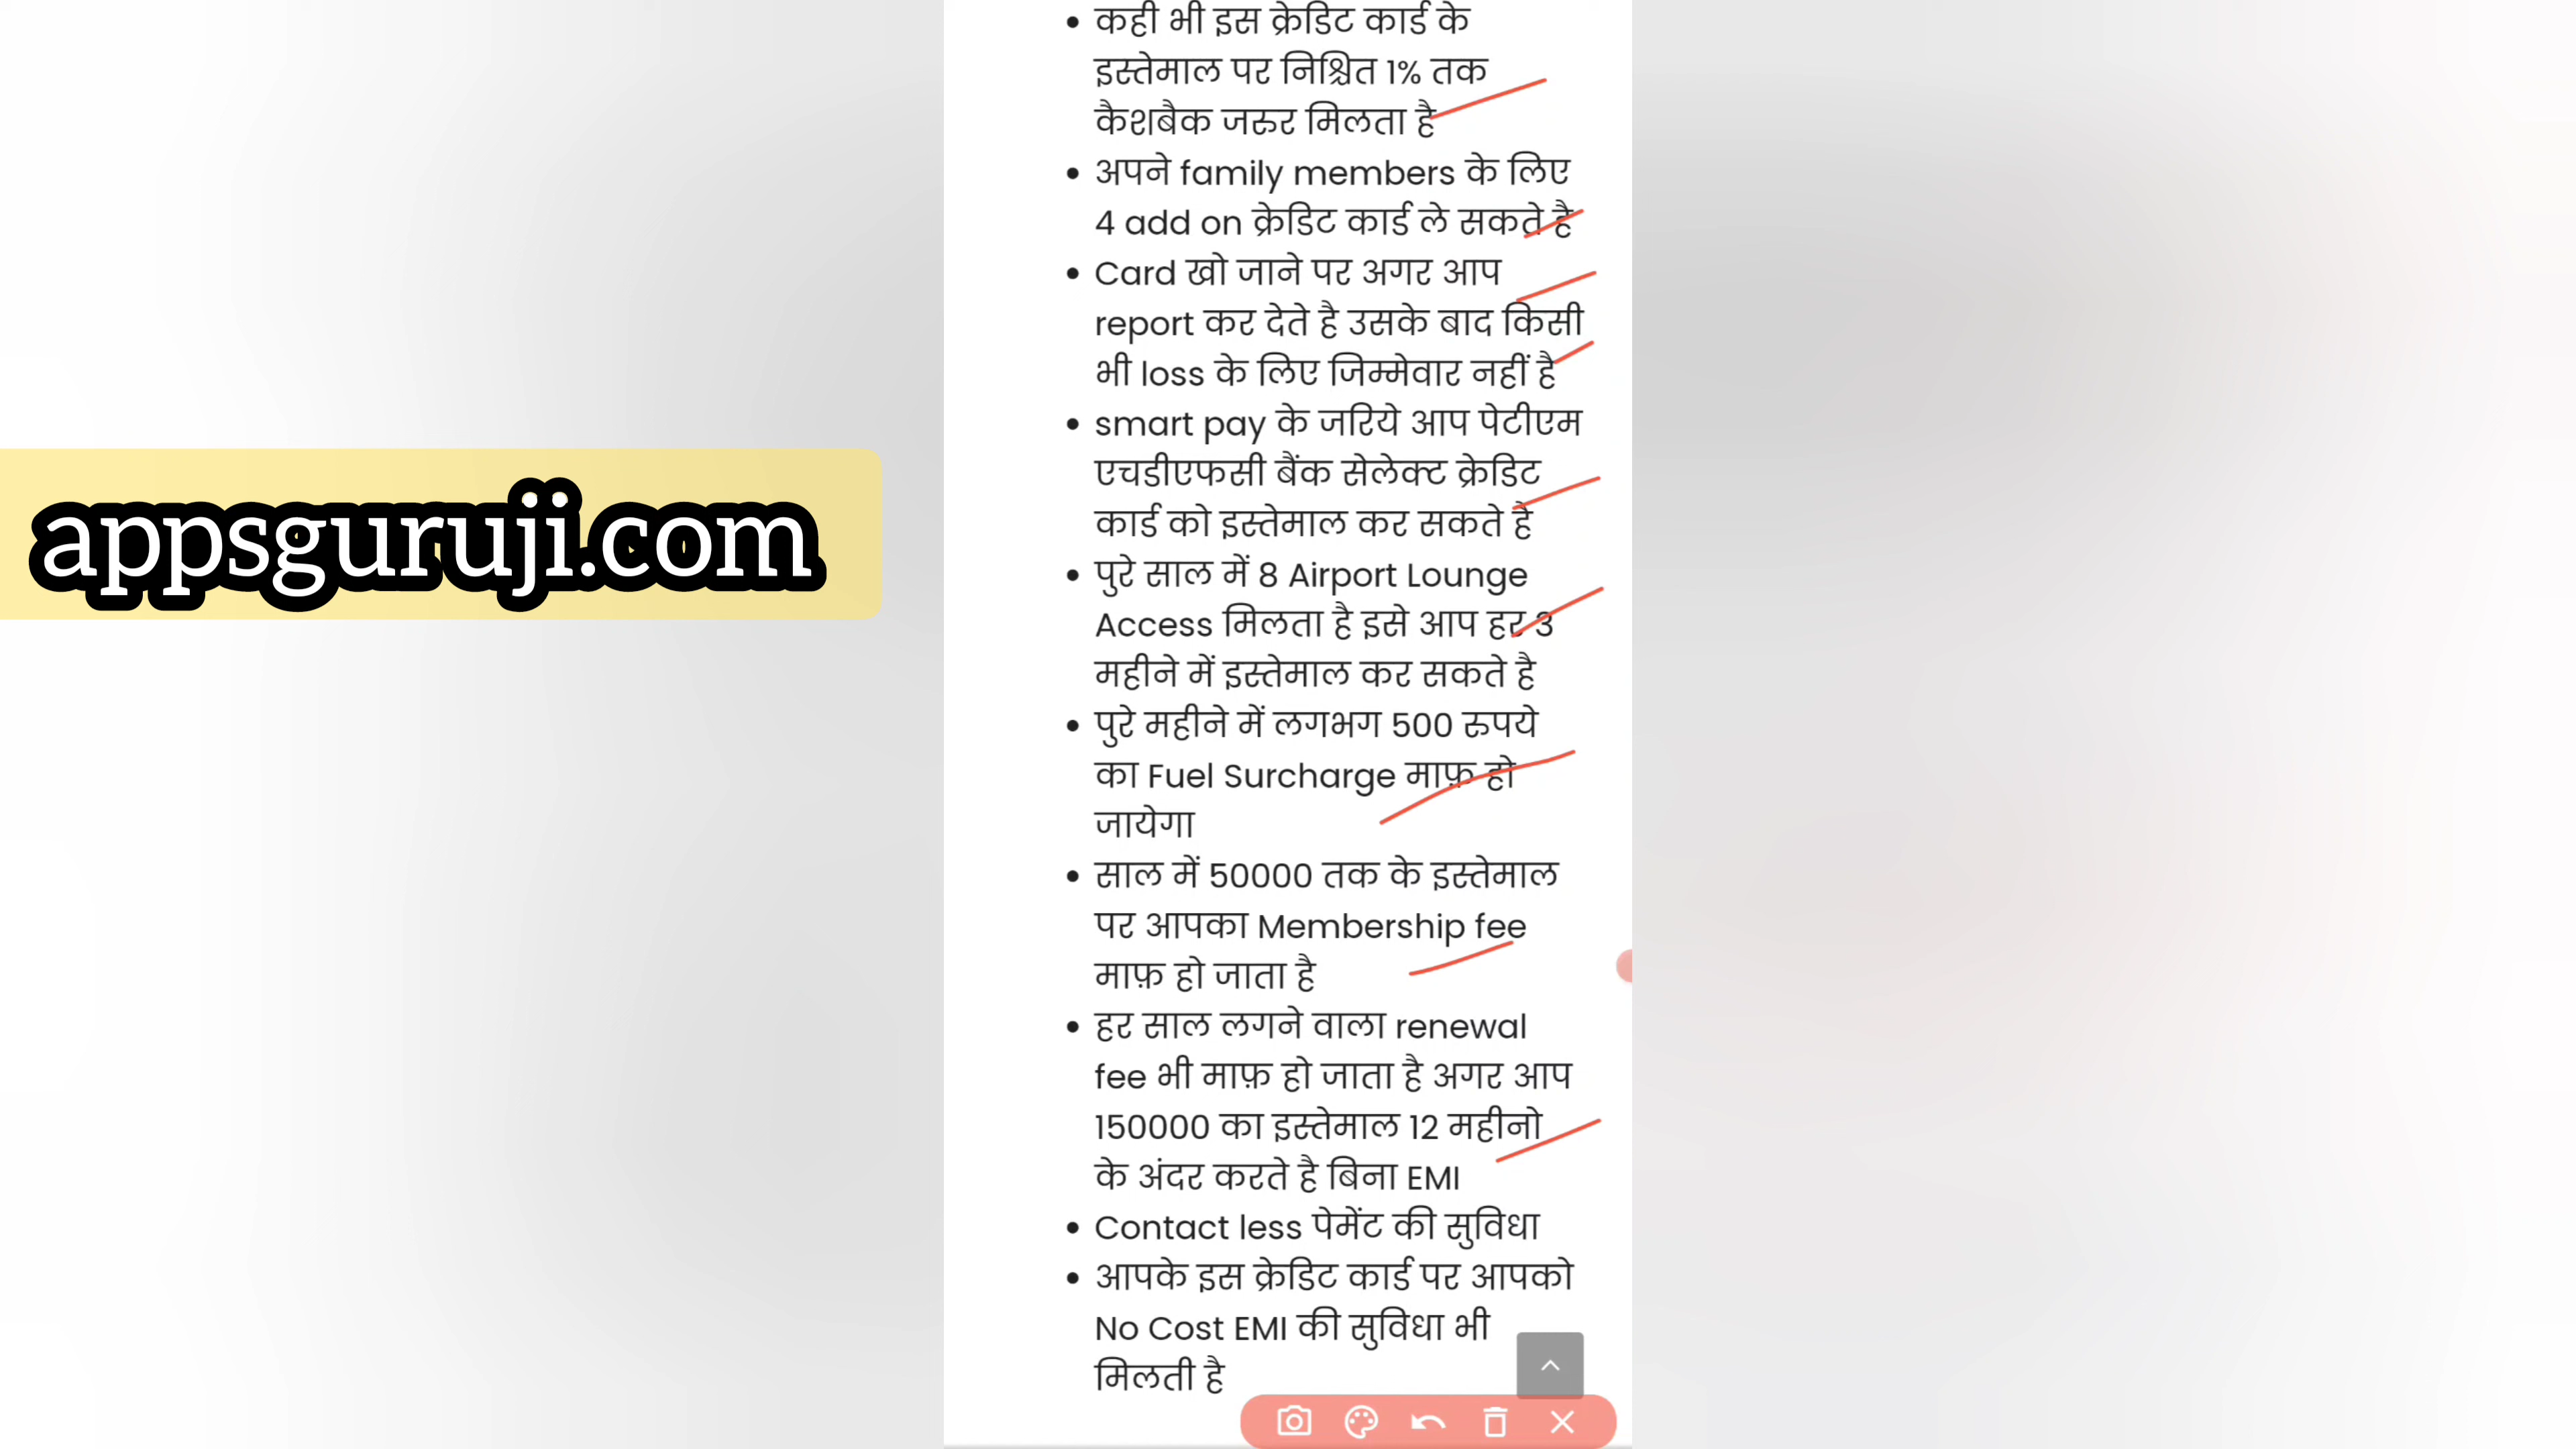 appsguruji.com
कही भी इस क्रेडिट कार्ड के
इस्तेमाल पर निश्चित 1% तक
कैशबैक जरुर मिलता है
अपने family members के लिए
4 add on क्रेडिट कार्ड ले सकते है
Card खो जाने पर अगर आप
report कर देते है उसके बाद किसी
भी loss के लिए जिम्मेवार नहीं है
smart pay के जरिये आप पेटीएम
एचडीएफसी बैंक सेलेक्ट क्रेडिट
कार्ड को इस्तेमाल कर सकते है
पुरे साल में 8 Airport Lounge
Access मिलता है इसे आप हर 3
महीने में इस्तेमाल कर सकते है
पुरे महीने में लगभग 500 रुपये
का Fuel Surcharge माफ़ हो
जायेगा
साल में 50000 तक के इस्तेमाल
पर आपका Membership fee
माफ़ हो जाता है
हर साल लगने वाला renewal
fee भी माफ़ हो जाता है अगर आप
150000 का इस्तेमाल 12 महीनो
के अंदर करते है बिना EMI
Contact less पेमेंट की सुविधा
आपके इस क्रेडिट कार्ड पर आपको
No Cost EMI की सुविधा भी
मिलती है